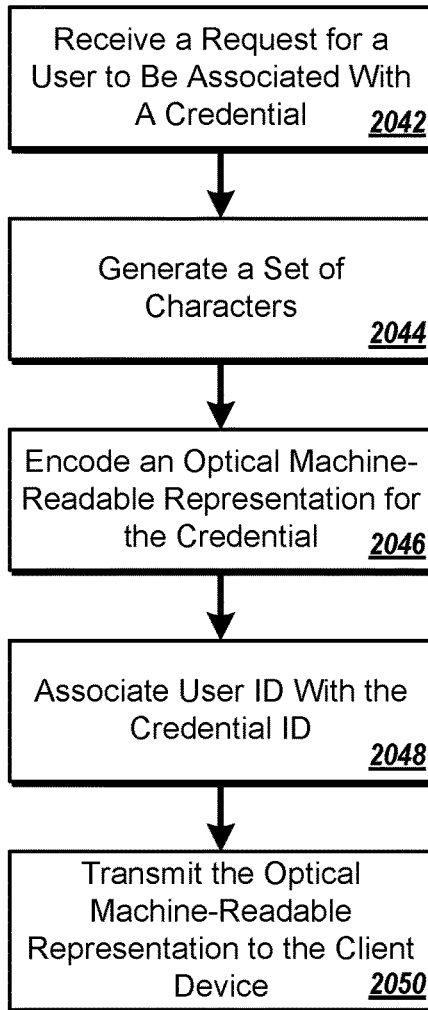 Receive a Request for a
User to Be Associated With
A Credential
2042
Generate a Set of
Characters
2044
Encode an Optical Machine-
Readable Representation for
the Credential
2046
Associate User ID With the
Credential ID
2048
Transmit the Optical
Machine-Readable
Representation to the Client
Device
2050